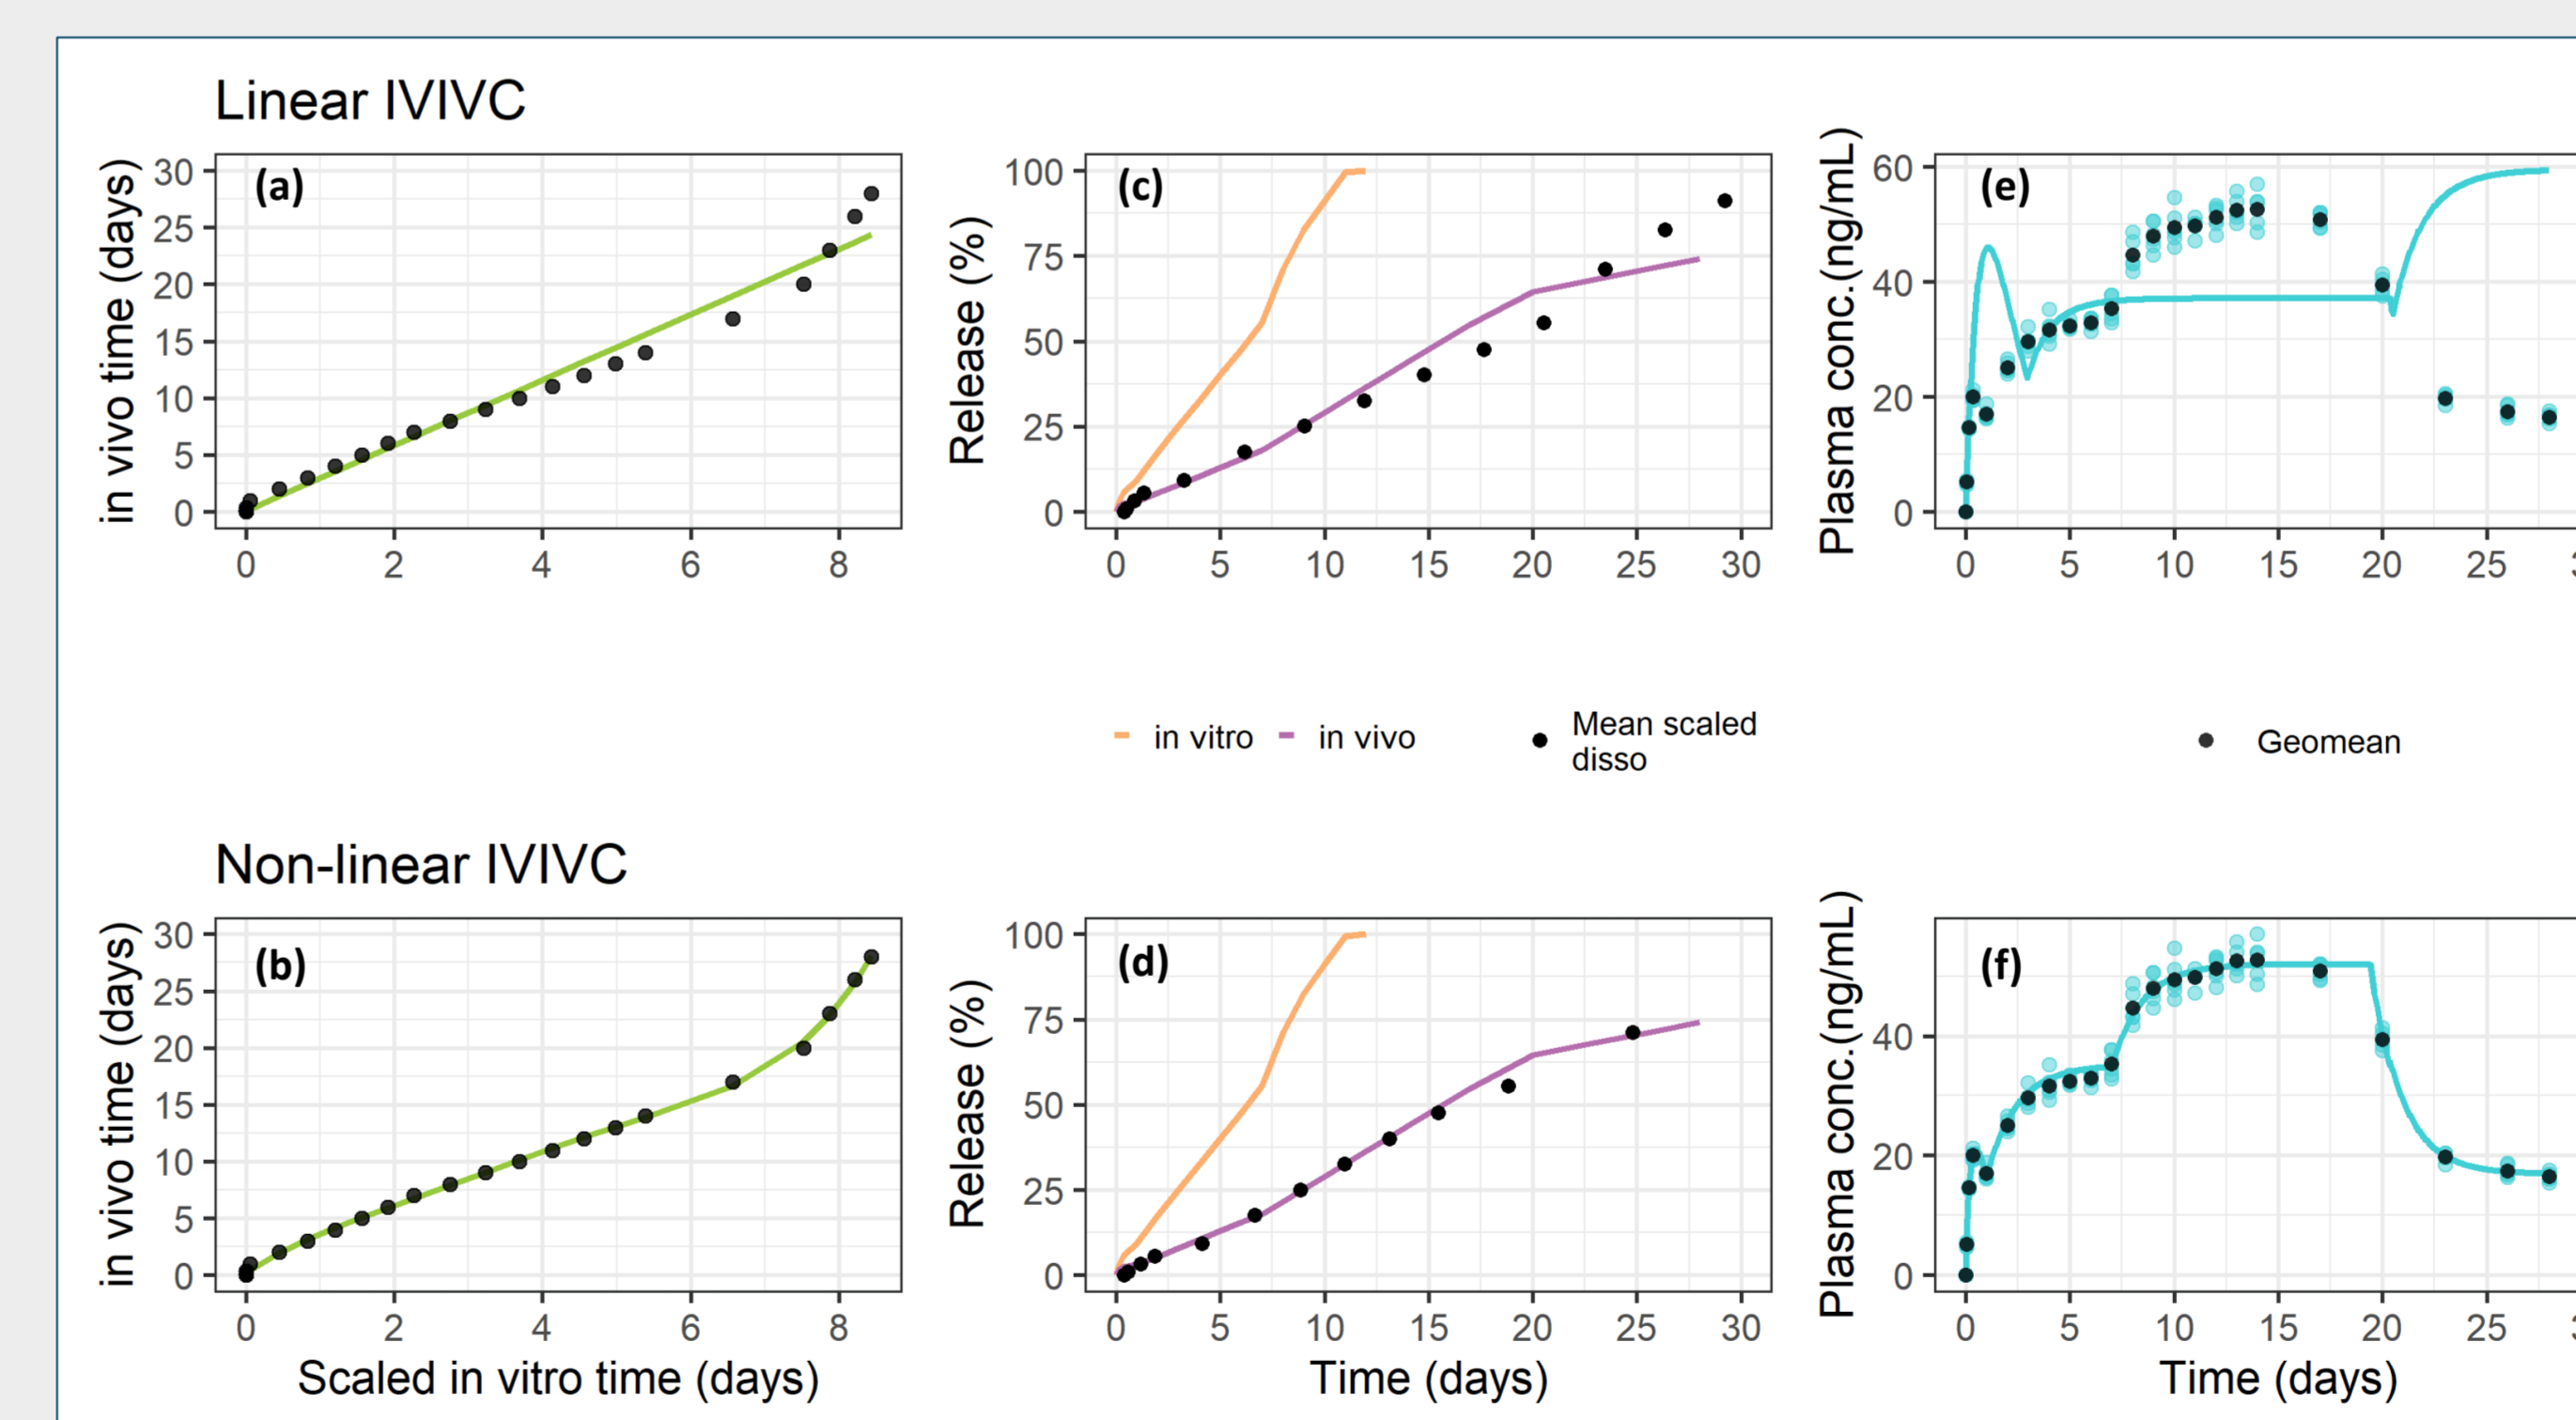 Linear IVIVC
(a)
in vivo time (days)
30
25
20
15
10
5
0
0 2 4 6 8
(c)
Release (%)
100
75
50
25
0
0 5 10 15 20 25 30
(e)
Plasma conc.(ng/mL)
60
40
20
0
0 5 10 15 20 25
in vitro in vivo
Mean scaled
disso
Geomean
Non-linear IVIVC
(b)
in vivo time (days)
30
25
20
15
10
5
0
0 2 4 6 8
Scaled in vitro time (days)
(d)
Release (%)
100
75
50
25
0
0 5 10 15 20 25 30
Time (days)
(f)
Plasma conc.(ng/mL)
40
20
0
0 5 10 15 20 25
Time (days)